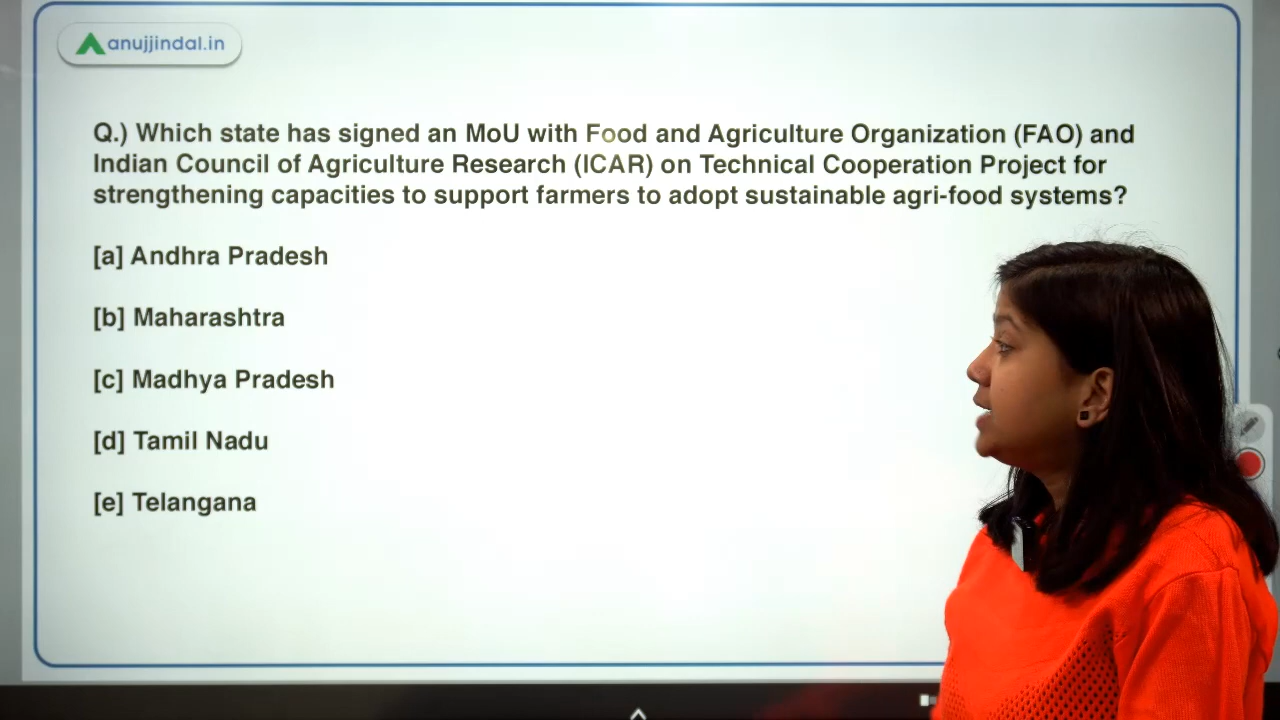 anujjindal.in
Q.) Which state has signed an MoU with Food and Agriculture Organization (FAO) and
Indian Council of Agriculture Research (ICAR) on Technical Cooperation Project for
strengthening capacities to support farmers to adopt sustainable agri-food systems?
[a] Andhra Pradesh
[b] Maharashtra
[c] Madhya Pradesh
[d] Tamil Nadu
[e] Telangana